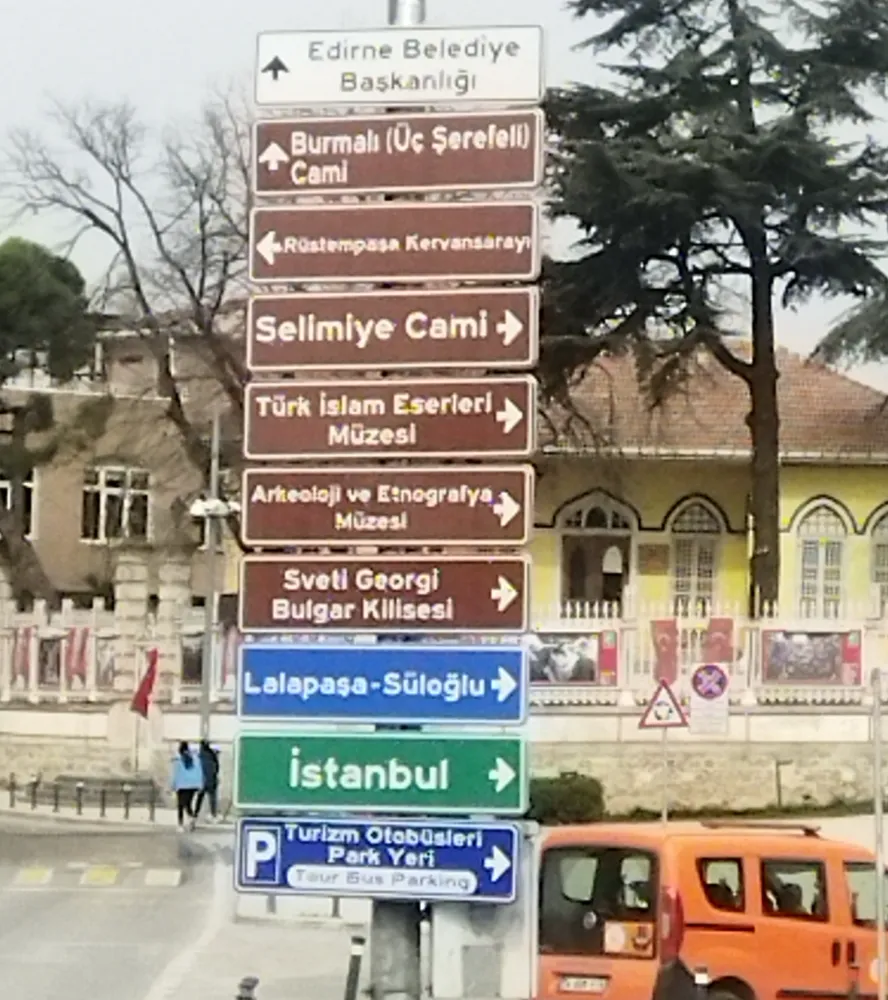 Edirne Belediye
Başkanlığı
Burmalı (Üç Şerefeli)
Cami
Rüstempaşa Kervansarayı
Selimiye Cami
Türk İslam Eserleri
Müzesi
Arkeoloji ve Etnografya
Müzesi
Sveti Georgi
Bulgar Kilisesi
Lalapaşa-Süloğlu
İstanbul
P
Turizm Otobüsleri
Park Yeri
Tour Bus Parking